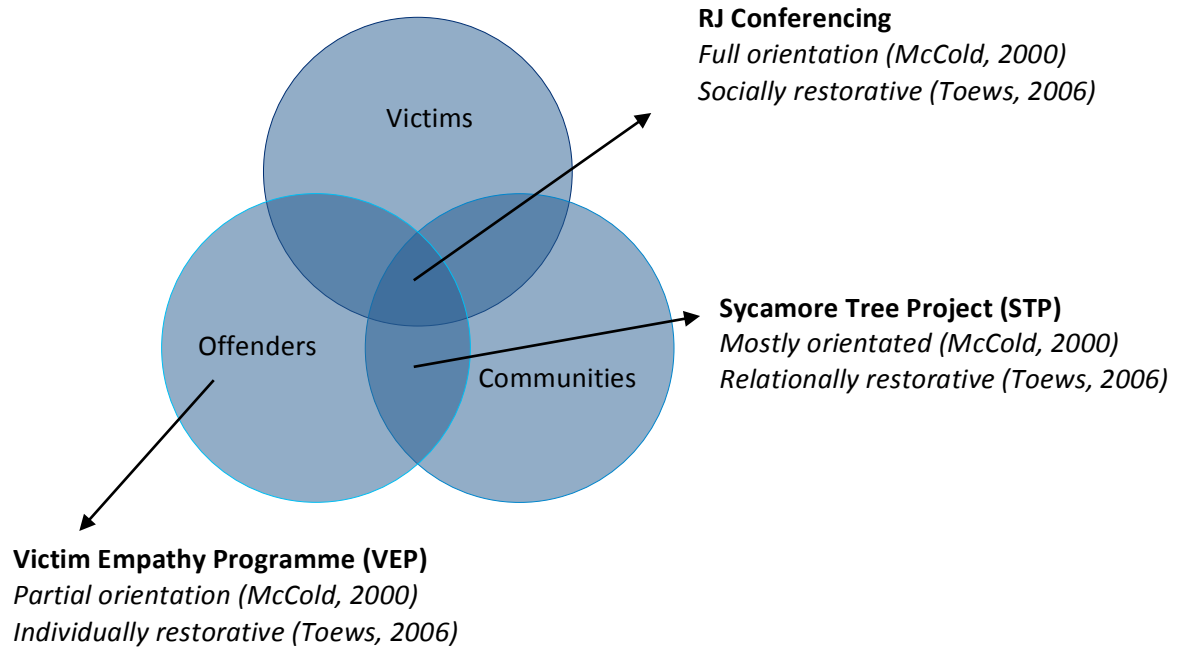 RJ Conferencing
Full orientation (McCold, 2000)
Socially restorative (Toews, 2006)
Victims
Sycamore Tree Project (STP)
Mostly orientated (McCold, 2000)
Relationally restorative (Toews, 2006)
Offenders
Communities
Victim Empathy Programme (VEP)
Partial orientation (McCold, 2000)
Individually restorative (Toews, 2006)